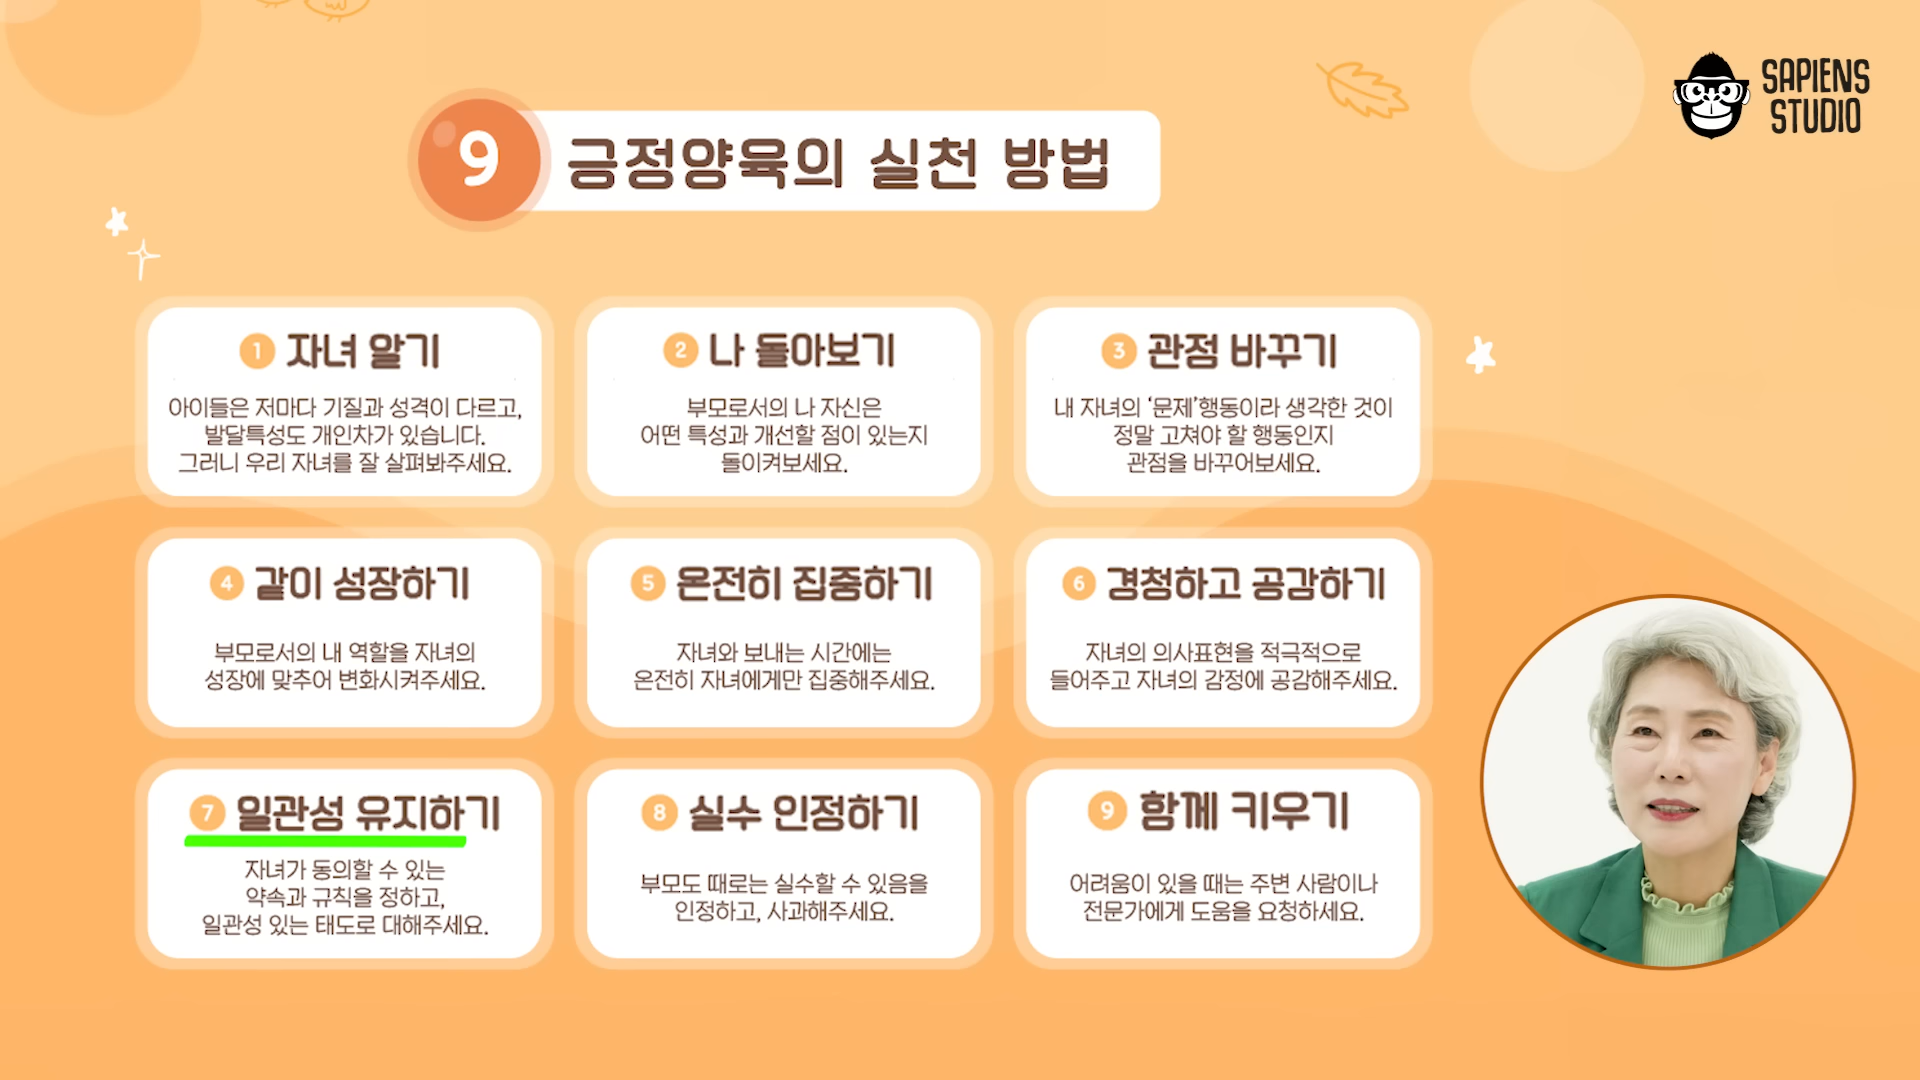 SAPIENS
STUDIO
9 긍정양육의 실천 방법
1 자녀 알기
아이들은 저마다 기질과 성격이 다르고,
발달특성도 개인차가 있습니다.
그러니 우리 자녀를 잘 살펴봐주세요.
2 나 돌아보기
부모로서의 나 자신은
어떤 특성과 개선할 점이 있는지
돌이켜보세요.
3 관점 바꾸기
내 자녀의 ‘문제’행동이라 생각한 것이
정말 고쳐야 할 행동인지
관점을 바꾸어보세요.
4 같이 성장하기
부모로서의 내 역할을 자녀의
성장에 맞추어 변화시켜주세요.
5 온전히 집중하기
자녀와 보내는 시간에는
온전히 자녀에게만 집중해주세요.
6 경청하고 공감하기
자녀의 의사표현을 적극적으로
들어주고 자녀의 감정에 공감해주세요.
7 일관성 유지하기
자녀가 동의할 수 있는
약속과 규칙을 정하고,
일관성 있는 태도로 대해주세요.
8 실수 인정하기
부모도 때로는 실수할 수 있음을
인정하고, 사과해주세요.
9 함께 키우기
어려움이 있을 때는 주변 사람이나
전문가에게 도움을 요청하세요.